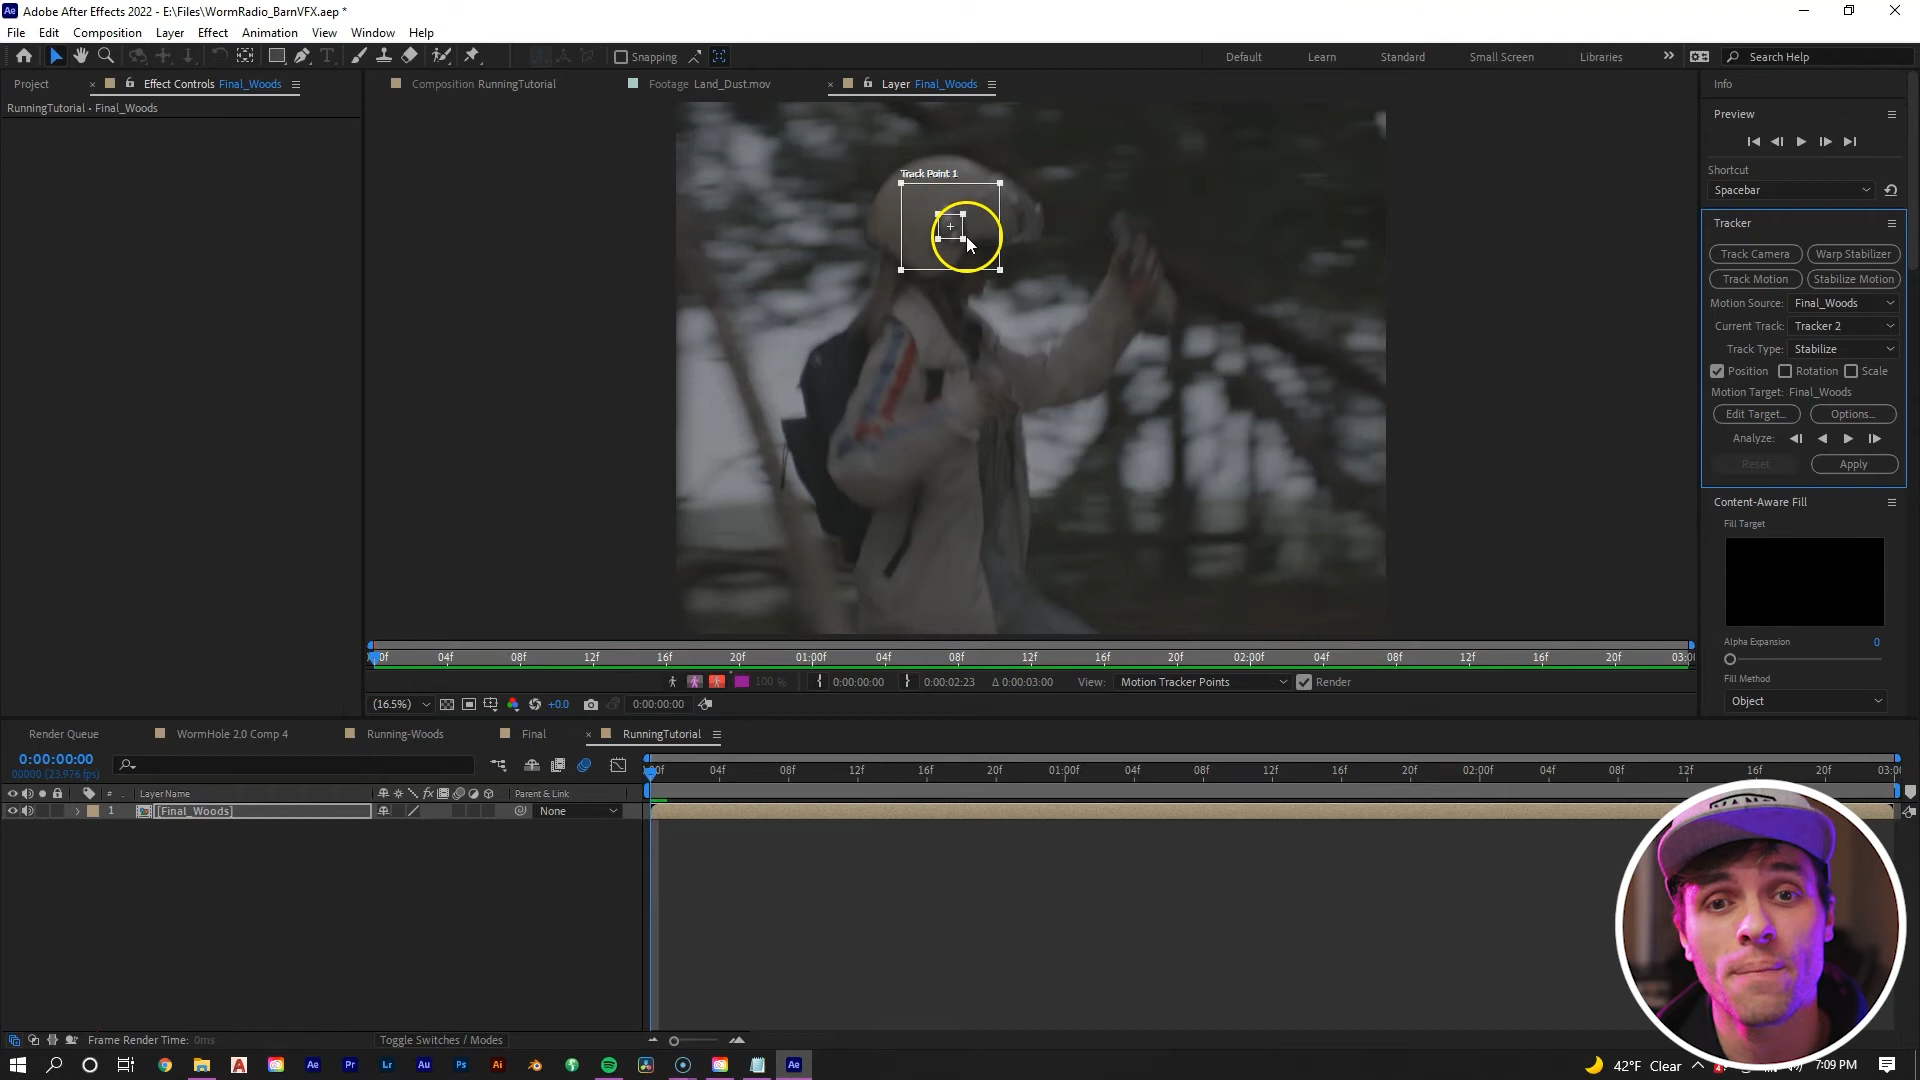 Adobe After Effects 2022 - E:\Files\WormRadio_BarnVFX.aep *
File Edit Composition Layer Effect Animation View Window Help
Snapping
Default Learn Standard Small Screen Libraries
Search Help
Project
Effect Controls Final_Woods
Composition RunningTutorial
Footage Land_Dust.mov
Layer Final_Woods
RunningTutorial • Final_Woods
Track Point 1
Info
Preview
Shortcut
Spacebar
Tracker
Track Camera Warp Stabilizer
Track Motion Stabilize Motion
Motion Source: Final_Woods
Current Track: Tracker 2
Track Type: Stabilize
Position Rotation Scale
Motion Target: Final_Woods
Edit Target... Options...
Analyze:
Reset Apply
Content-Aware Fill
Fill Target
Alpha Expansion 0
Fill Method
Object
04f 08f 12f 16f 20f 01:00f 04f 08f 12f 16f 20f 02:00f 04f 08f 12f 16f 20f
100 % 0:00:00:00 0:00:02:23 Δ 0:00:03:00 View: Motion Tracker Points Render
(16.5%) +0.0 0:00:00:00
Render Queue WormHole 2.0 Comp 4 Running-Woods Final RunningTutorial
0:00:00:00
00000 (23.976 fps)
04f 08f 12f 16f 20f 01:00f 04f 08f 12f 16f 20f 02:00f 04f 08f 12f 16f 20f
# Layer Name fx Parent & Link
1 [Final_Woods] None
Frame Render Time: 0ms
Toggle Switches / Modes
Ae Pr Lr Au Ps Ai Ae
42°F Clear 7:09 PM